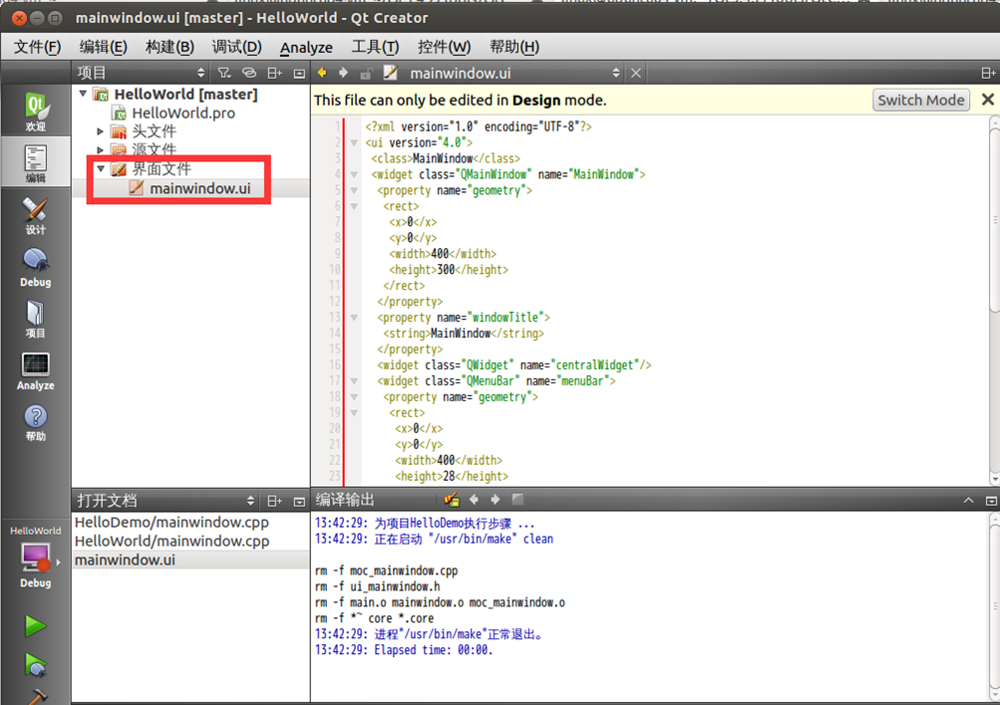 mainwindow.ui [master] - HelloWorld - Qt Creator
文件(F) 编辑(E) 构建(B) 调试(D) Analyze 工具(T) 控件(W) 帮助(H)
项目
mainwindow.ui
欢迎
编辑
设计
Debug
项目
Analyze
帮助
HelloWorld
Debug
HelloWorld [master]
HelloWorld.pro
头文件
源文件
界面文件
mainwindow.ui
This file can only be edited in Design mode.
Switch Mode
1 <?xml version="1.0" encoding="UTF-8"?>
2 <ui version="4.0">
3 <class>MainWindow</class>
4 <widget class="QMainWindow" name="MainWindow">
5 <property name="geometry">
6 <rect>
7 <x>0</x>
8 <y>0</y>
9 <width>400</width>
10 <height>300</height>
11 </rect>
12 </property>
13 <property name="windowTitle">
14 <string>MainWindow</string>
15 </property>
16 <widget class="QWidget" name="centralWidget"/>
17 <widget class="QMenuBar" name="menuBar">
18 <property name="geometry">
19 <rect>
20 <x>0</x>
21 <y>0</y>
22 <width>400</width>
23 <height>28</height>
打开文档
HelloDemo/mainwindow.cpp
HelloWorld/mainwindow.cpp
mainwindow.ui
编译输出
13:42:29: 为项目HelloDemo执行步骤 ...
13:42:29: 正在启动 "/usr/bin/make" clean
rm -f moc_mainwindow.cpp
rm -f ui_mainwindow.h
rm -f main.o mainwindow.o moc_mainwindow.o
rm -f *~ core *.core
13:42:29: 进程"/usr/bin/make"正常退出。
13:42:29: Elapsed time: 00:00.